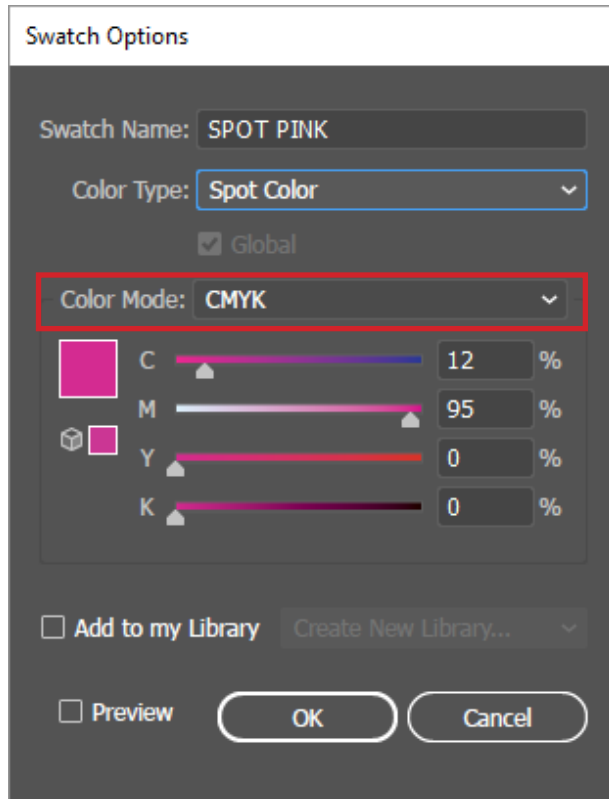 Swatch Options
Swatch Name: SPOT PINK
Color Type: Spot Color
Global
Color Mode: CMYK
C 12 %
M 95 %
Y 0 %
K 0 %
Add to my Library Create New Library...
Preview OK Cancel